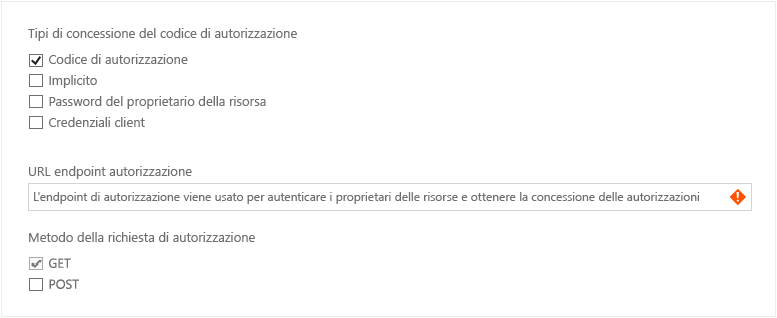 Tipi di concessione del codice di autorizzazione
Codice di autorizzazione
Implicito
Password del proprietario della risorsa
Credenziali client
URL endpoint autorizzazione
L'endpoint di autorizzazione viene usato per autenticare i proprietari delle risorse e ottenere la concessione delle autorizzazioni
Metodo della richiesta di autorizzazione
GET
POST